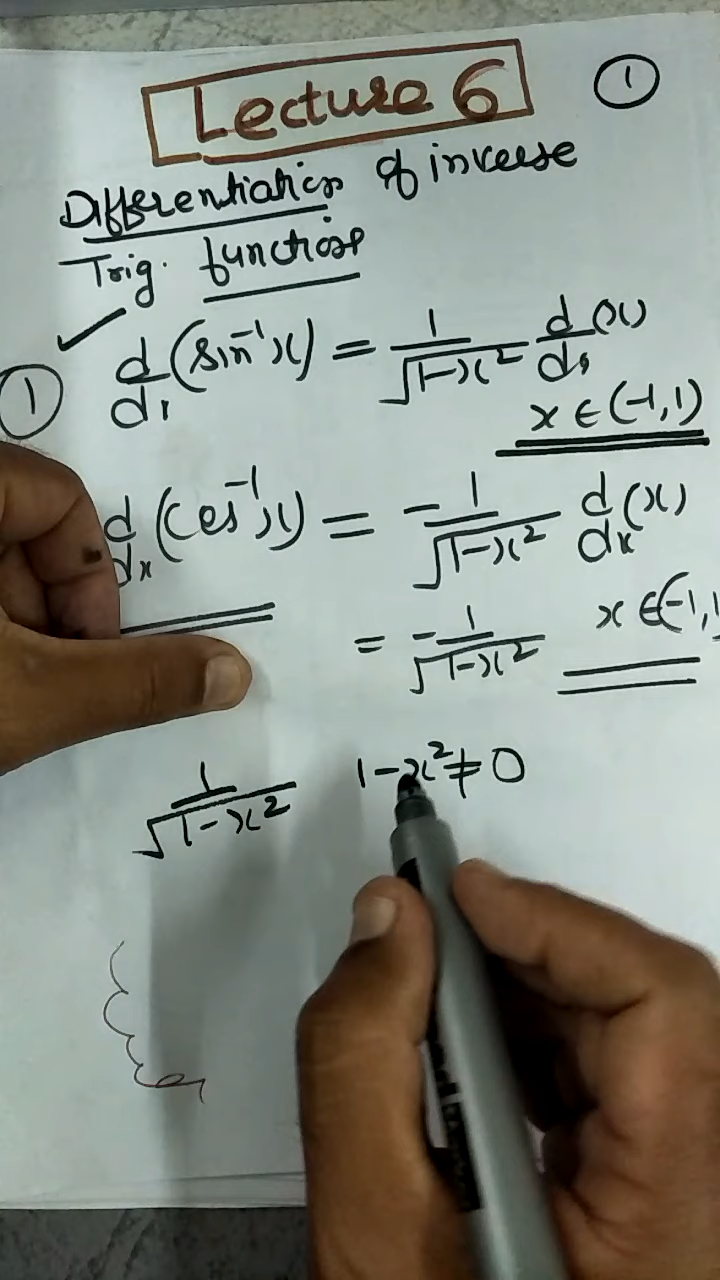 Lecture 6
①
Differentiation of inverse
Trig. functions
✓
① d/dx (sin⁻¹x) = 1/√(1-x²) d/dx (x)
x ∈ (-1, 1)
d/dx (cos⁻¹x) = -1/√(1-x²) d/dx (x)
= -1/√(1-x²) x ∈ (-1, 1
1/√(1-x²) 1-x² ≠ 0